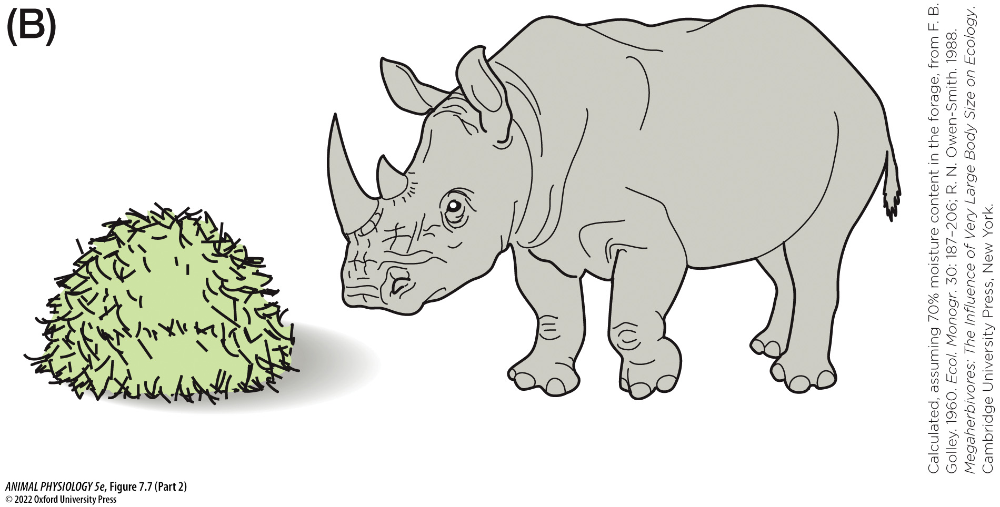 (B)
Calculated, assuming 70% moisture content in the forage, from F. B.
Golley. 1960. Ecol. Monogr. 30: 187–206; R. N. Owen-Smith. 1988.
Megaherbivores: The Influence of Very Large Body Size on Ecology.
Cambridge University Press, New York.
ANIMAL PHYSIOLOGY 5e, Figure 7.7 (Part 2)
© 2022 Oxford University Press